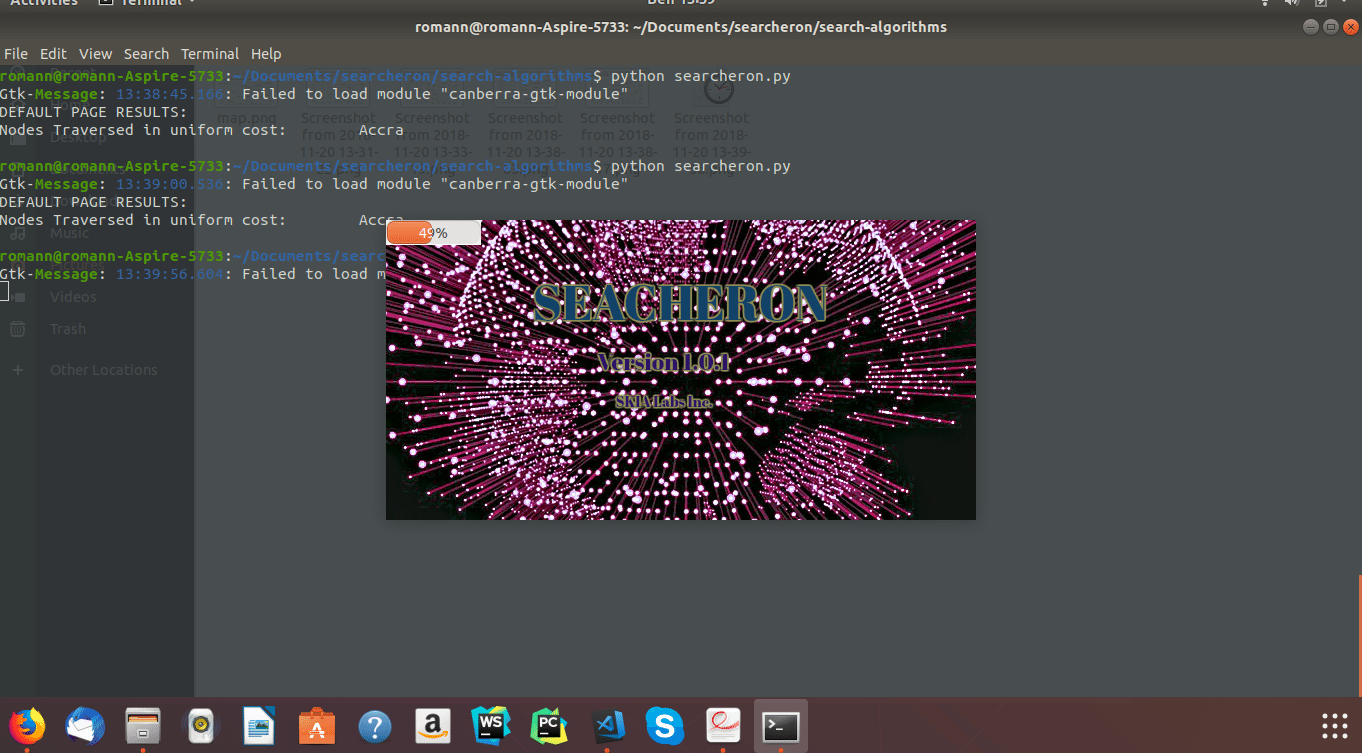 Activities Terminal
romann@romann-Aspire-5733: ~/Documents/searcheron/search-algorithms
File Edit View Search Terminal Help
romann@romann-Aspire-5733:~/Documents/searcheron/search-algorithms$ python searcheron.py
Gtk-Message: 13:38:45.166: Failed to load module "canberra-gtk-module"
DEFAULT PAGE RESULTS:
Nodes Traversed in uniform cost: Accra
romann@romann-Aspire-5733:~/Documents/searcheron/search-algorithms$ python searcheron.py
Gtk-Message: 13:39:00.536: Failed to load module "canberra-gtk-module"
DEFAULT PAGE RESULTS:
Nodes Traversed in uniform cost: Accra
romann@romann-Aspire-5733:~/Documents/searc
Gtk-Message: 13:39:56.604: Failed to load m
map.png
Screenshot
from 2018-
11-20 13-31-
Screenshot
from 2018-
11-20 13-33-
Screenshot
from 2018-
11-20 13-38-
Screenshot
from 2018-
11-20 13-38-
Screenshot
from 2018-
11-20 13-39-
Desktop
Music
Videos
Trash
+ Other Locations
49%
SEACHERON
Version 1.0.1
SKIA Labs Inc.
a
WS
PC
S
?
>_